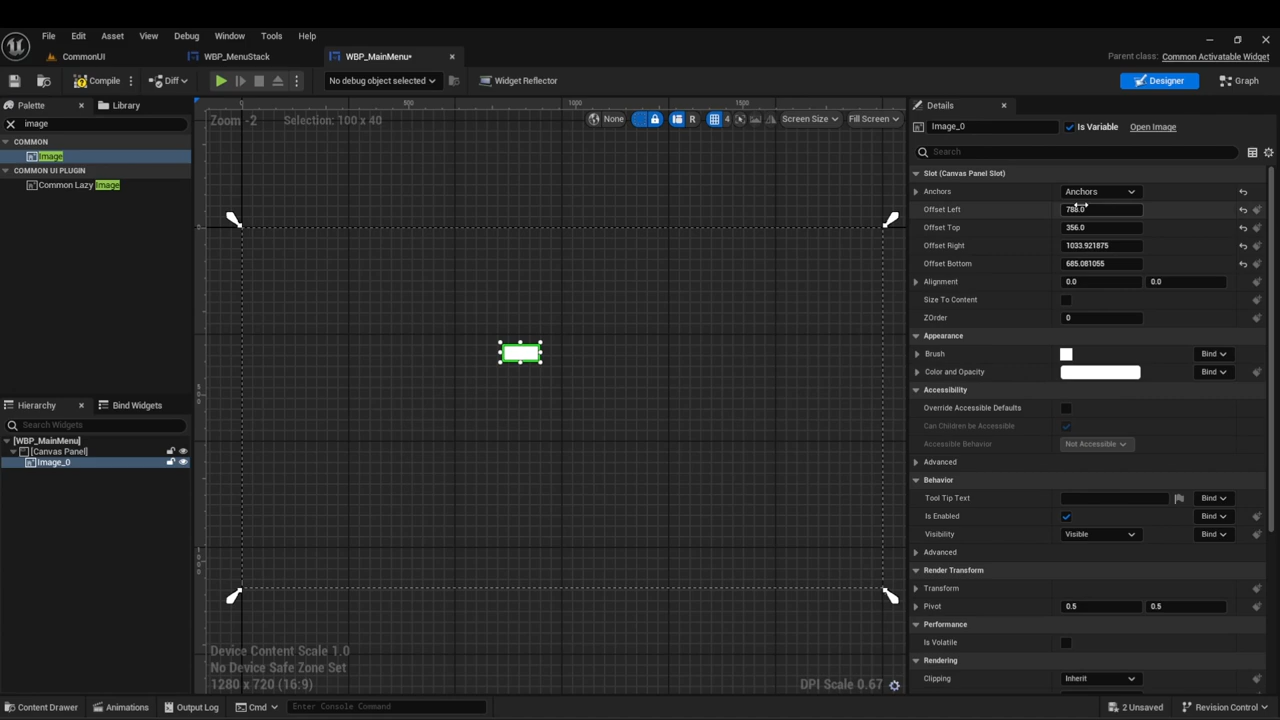 File Edit Asset View Debug Window Tools Help
CommonUI WBP_MenuStack WBP_MainMenu* Parent class: Common Activatable Widget
Compile Diff No debug object selected Widget Reflector Designer Graph
Palette Library
image
COMMON
Image
COMMON UI PLUGIN
Common Lazy Image
Hierarchy Bind Widgets
Search Widgets
[WBP_MainMenu]
[Canvas Panel]
Image_0
Zoom -2 Selection: 100 x 40 None R 4 Screen Size Fill Screen
0 500 1000 1500
0
500
1000
Device Content Scale 1.0
No Device Safe Zone Set
1280 x 720 (16:9) DPI Scale 0.67
Details
Image_0 Is Variable Open Image
Search
Slot (Canvas Panel Slot)
Anchors Anchors
Offset Left 788.0
Offset Top 356.0
Offset Right 1033.921875
Offset Bottom 685.081055
Alignment 0.0 0.0
Size To Content
ZOrder 0
Appearance
Brush Bind
Color and Opacity Bind
Accessibility
Override Accessible Defaults
Can Children be Accessible
Accessible Behavior Not Accessible
Advanced
Behavior
Tool Tip Text Bind
Is Enabled Bind
Visibility Visible Bind
Advanced
Render Transform
Transform
Pivot 0.5 0.5
Performance
Is Volatile
Rendering
Clipping Inherit
Content Drawer Animations Output Log Cmd Enter Console Command 2 Unsaved Revision Control